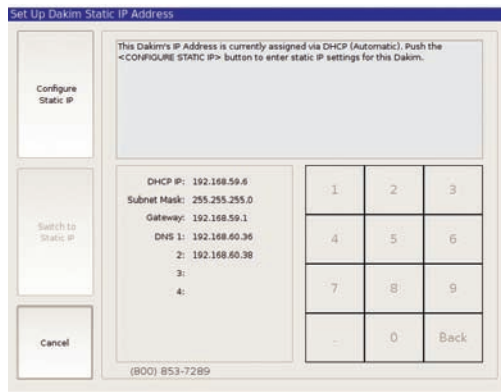 Set Up Dakim Static IP Address
This Dakim's IP Address is currently assigned via DHCP (Automatic). Push the
<CONFIGURE STATIC IP> button to enter static IP settings for this Dakim.
Configure
Static IP
Switch to
Static IP
Cancel
DHCP IP: 192.168.59.6
Subnet Mask: 255.255.255.0
Gateway: 192.168.59.1
DNS 1: 192.168.60.36
2: 192.168.60.38
3:
4:
1 2 3
4 5 6
7 8 9
. 0 Back
(800) 853-7289